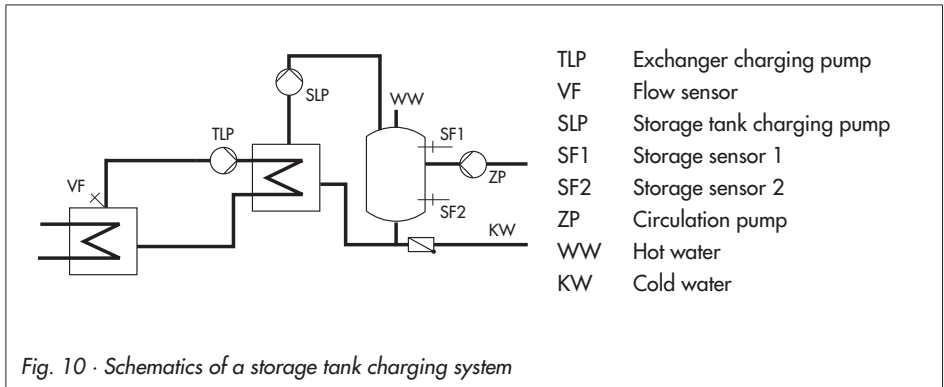 SLP
WW
TLP
SF1
ZP
VF
SF2
KW
TLP Exchanger charging pump
VF Flow sensor
SLP Storage tank charging pump
SF1 Storage sensor 1
SF2 Storage sensor 2
ZP Circulation pump
WW Hot water
KW Cold water
Fig. 10 · Schematics of a storage tank charging system